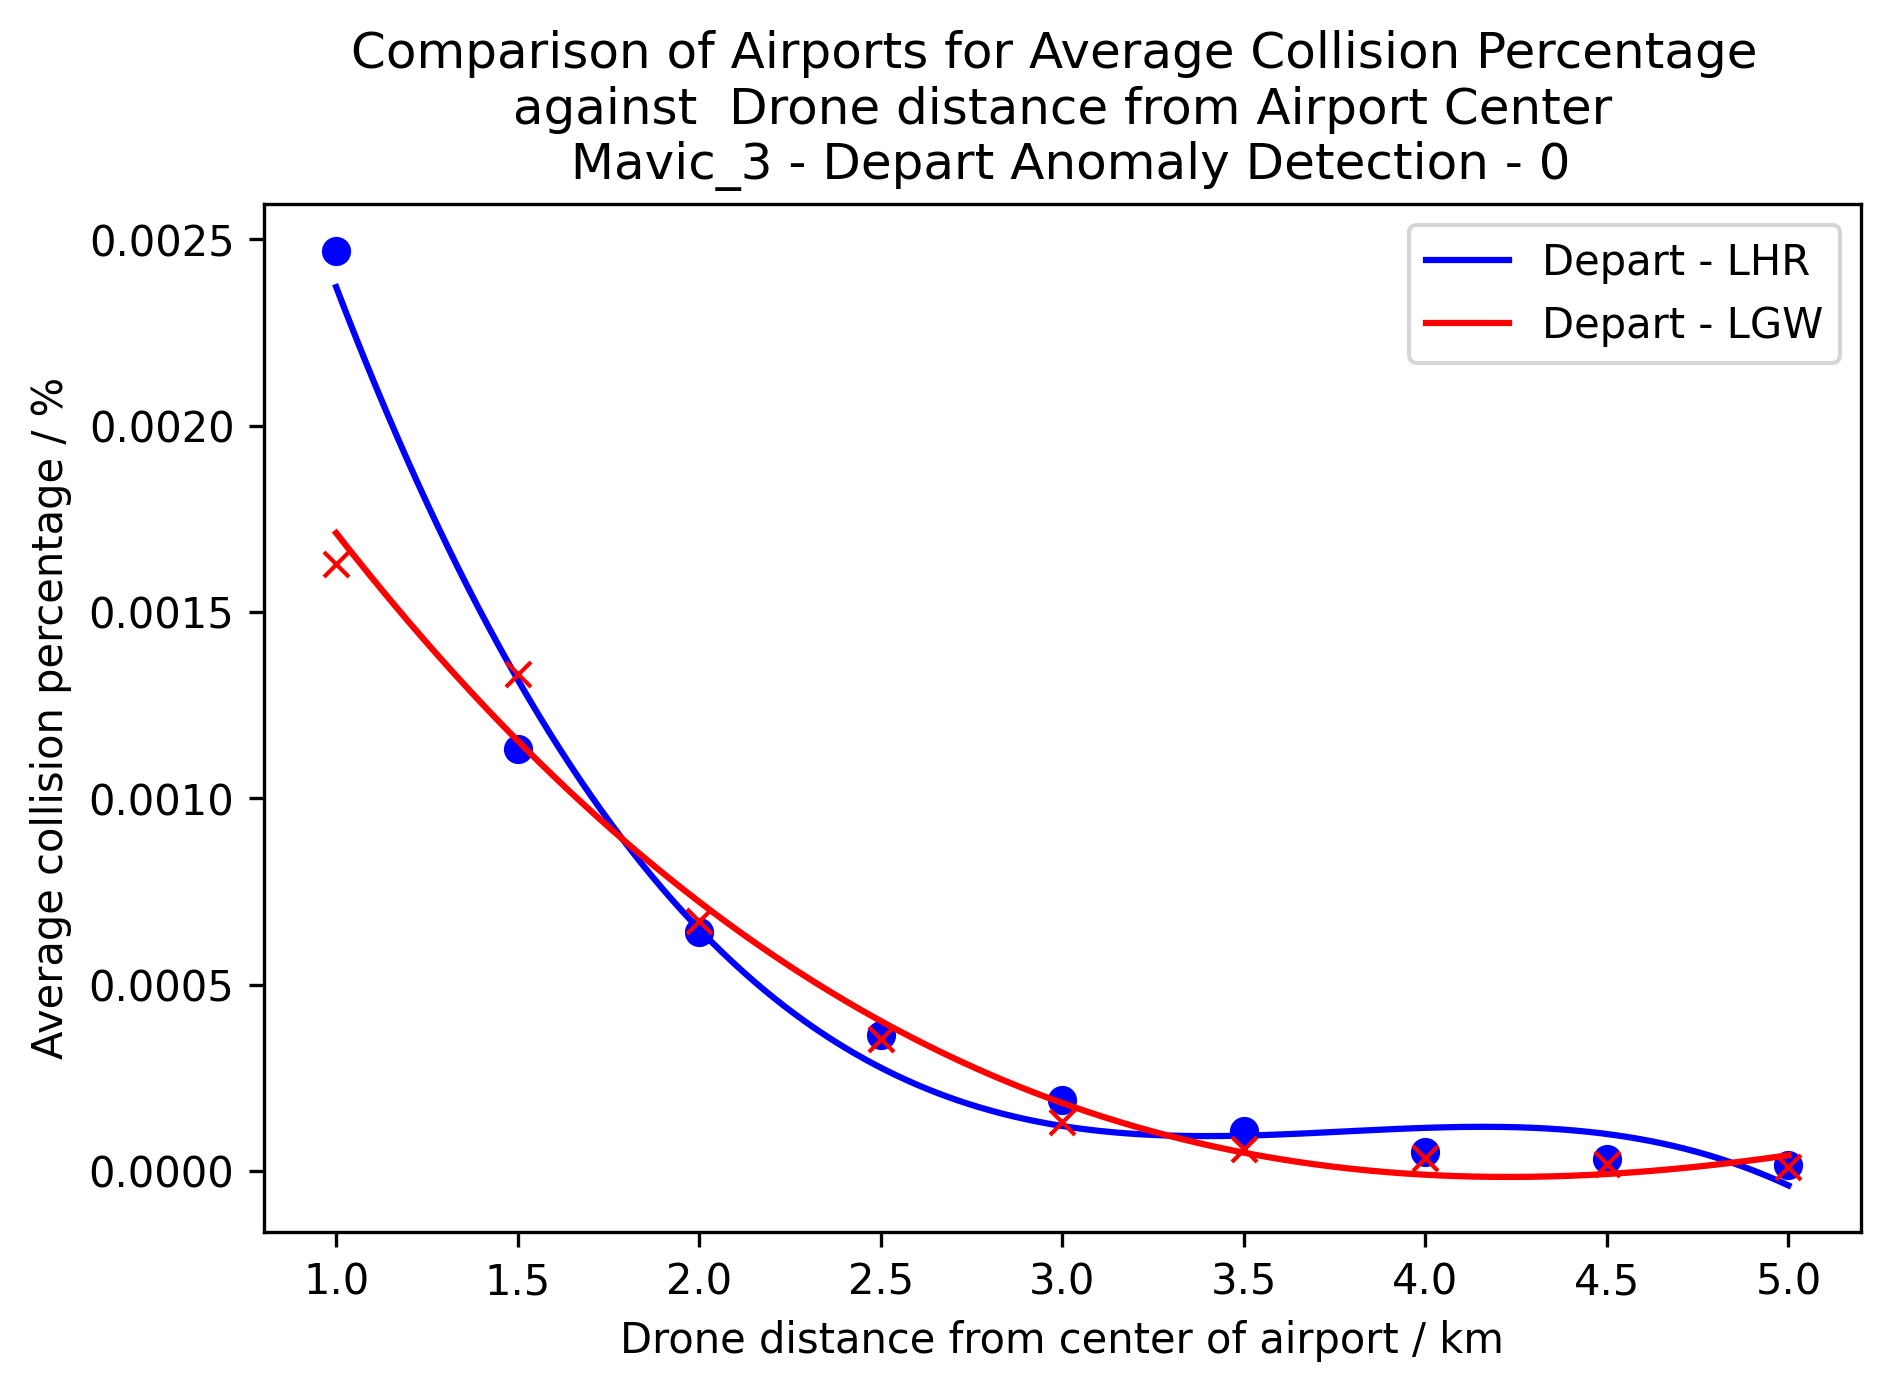 Comparison of Airports for Average Collision Percentage
against  Drone distance from Airport Center
Mavic_3 - Depart Anomaly Detection - 0
Depart - LHR
Depart - LGW
Average collision percentage / %
0.0025
0.0020
0.0015
0.0010
0.0005
0.0000
1.0 1.5 2.0 2.5 3.0 3.5 4.0 4.5 5.0
Drone distance from center of airport / km